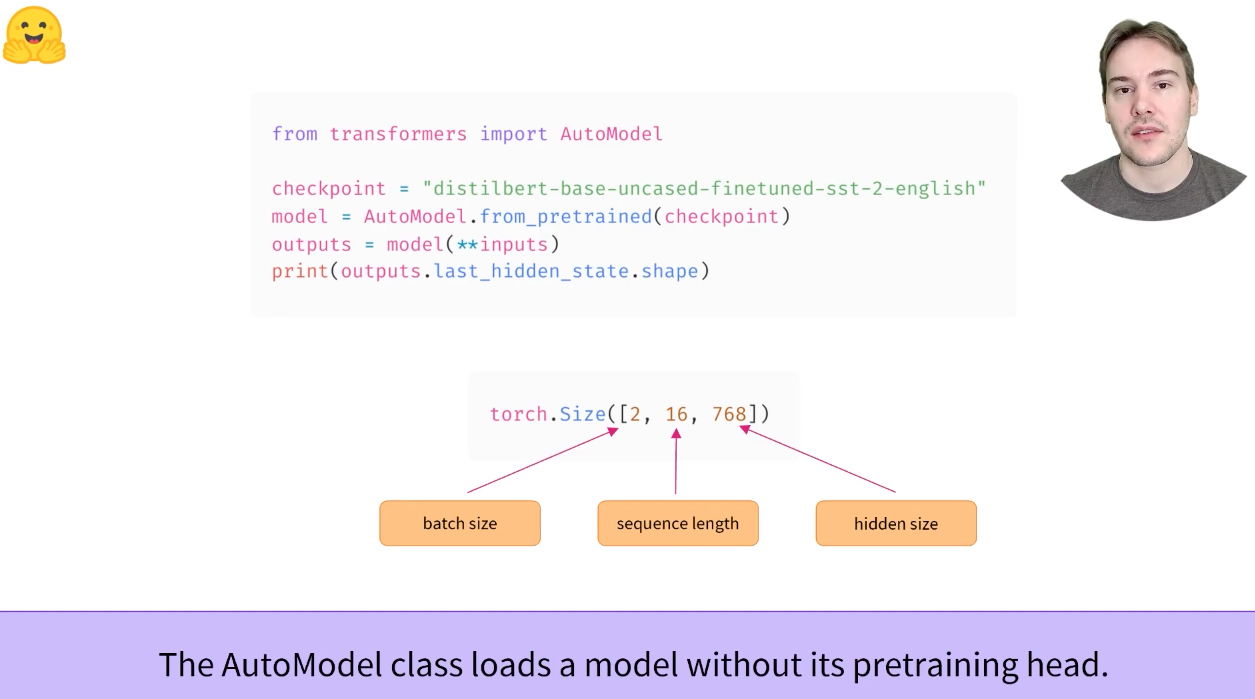 from transformers import AutoModel
checkpoint = "distilbert-base-uncased-finetuned-sst-2-english"
model = AutoModel.from_pretrained(checkpoint)
outputs = model(**inputs)
print(outputs.last_hidden_state.shape)
torch.Size([2, 16, 768])
batch size
sequence length
hidden size
The AutoModel class loads a model without its pretraining head.